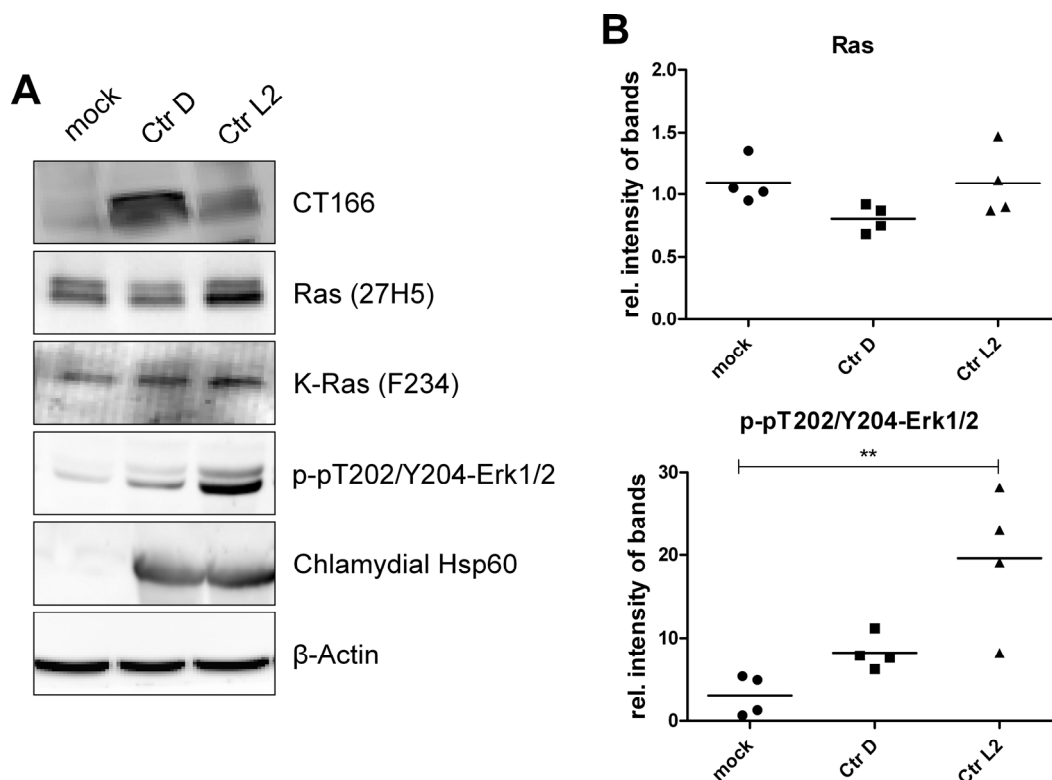 A
mock
Ctr D
Ctr L2
CT166
Ras (27H5)
K-Ras (F234)
p-pT202/Y204-Erk1/2
Chlamydial Hsp60
β-Actin
B
Ras
rel. intensity of bands
2.0
1.5
1.0
0.5
0.0
mock
Ctr D
Ctr L2
p-pT202/Y204-Erk1/2
**
rel. intensity of bands
30
20
10
0
mock
Ctr D
Ctr L2